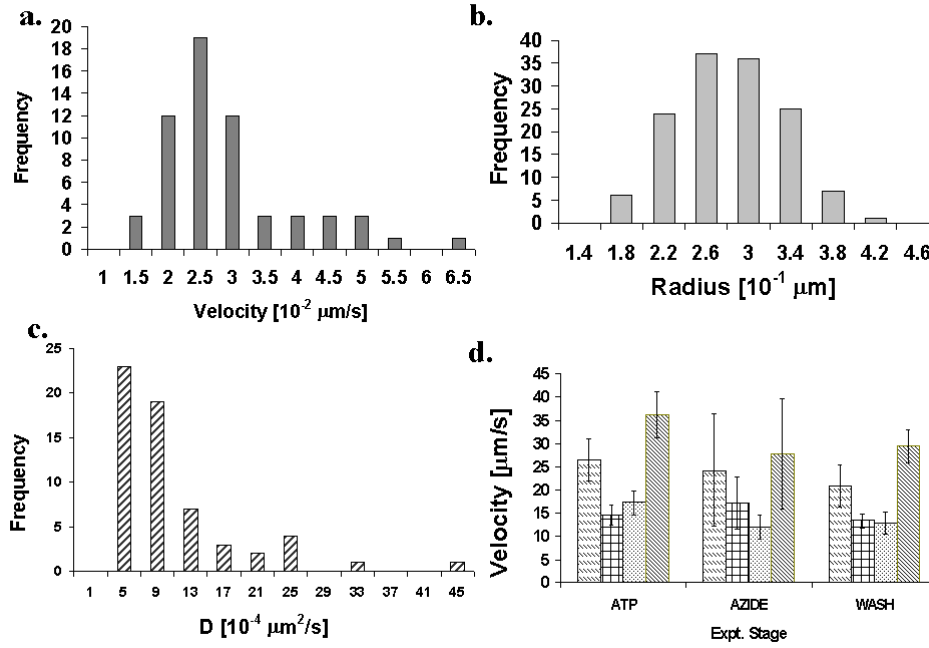 a.
20
18
16
14
12
10
8
6
4
2
0
Frequency
1 1.5 2 2.5 3 3.5 4 4.5 5 5.5 6 6.5
Velocity [10⁻² µm/s]
b.
40
35
30
25
20
15
10
5
0
Frequency
1.4 1.8 2.2 2.6 3 3.4 3.8 4.2 4.6
Radius [10⁻¹ µm]
c.
25
20
15
10
5
0
Frequency
1 5 9 13 17 21 25 29 33 37 41 45
D [10⁻⁴ µm²/s]
d.
45
40
35
30
25
20
15
10
5
0
Velocity [µm/s]
ATP AZIDE WASH
Expt. Stage